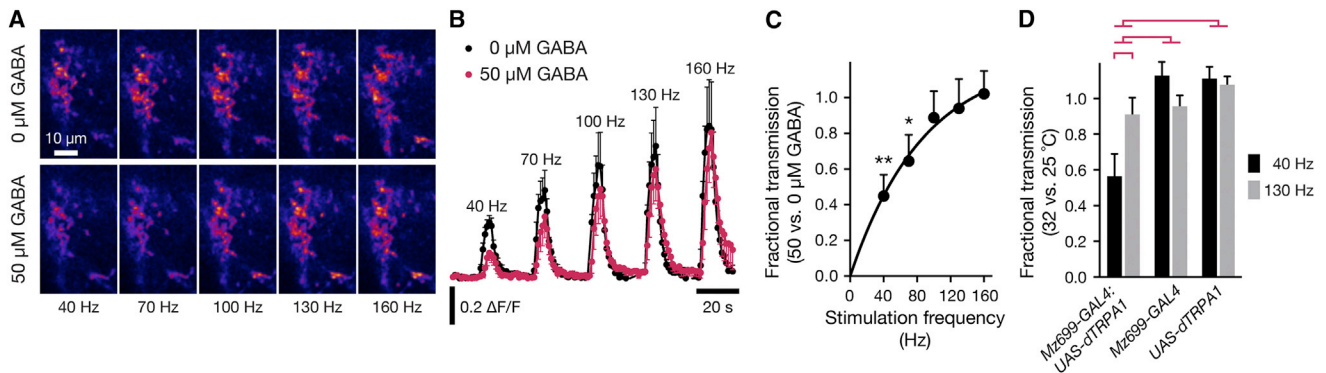 A
0 µM GABA
10 µm
50 µM GABA
40 Hz
70 Hz
100 Hz
130 Hz
160 Hz
B
0 µM GABA
50 µM GABA
40 Hz
70 Hz
100 Hz
130 Hz
160 Hz
0.2 ΔF/F
20 s
C
Fractional transmission
(50 vs. 0 µM GABA)
1.0
0.8
0.6
0.4
0.2
0.0
**
*
0
40
80
120
160
Stimulation frequency
(Hz)
D
Fractional transmission
(32 vs. 25 °C)
1.0
0.8
0.6
0.4
0.2
1.0
40 Hz
130 Hz
Mz699-GAL4:
UAS-dTRPA1
Mz699-GAL4
UAS-dTRPA1